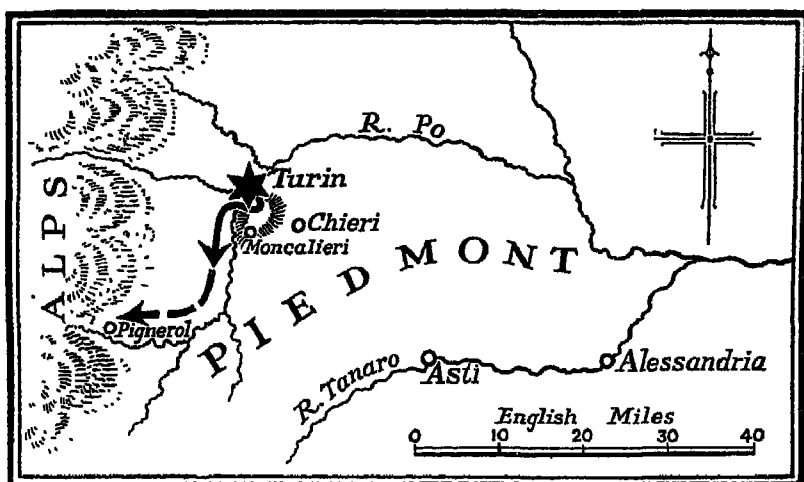 R. Po
Turin
Chieri
Moncalieri
ALPS
PIEDMONT
Pignerol
R. Tanaro
Asti
Alessandria
English Miles
0 10 20 30 40